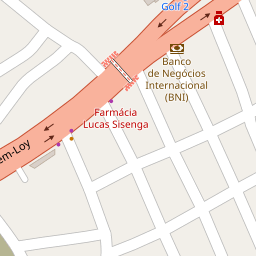 Golf 2
Banco
de Negócios
Internacional
(BNI)
Farmácia
Lucas Sisenga
em-Loy